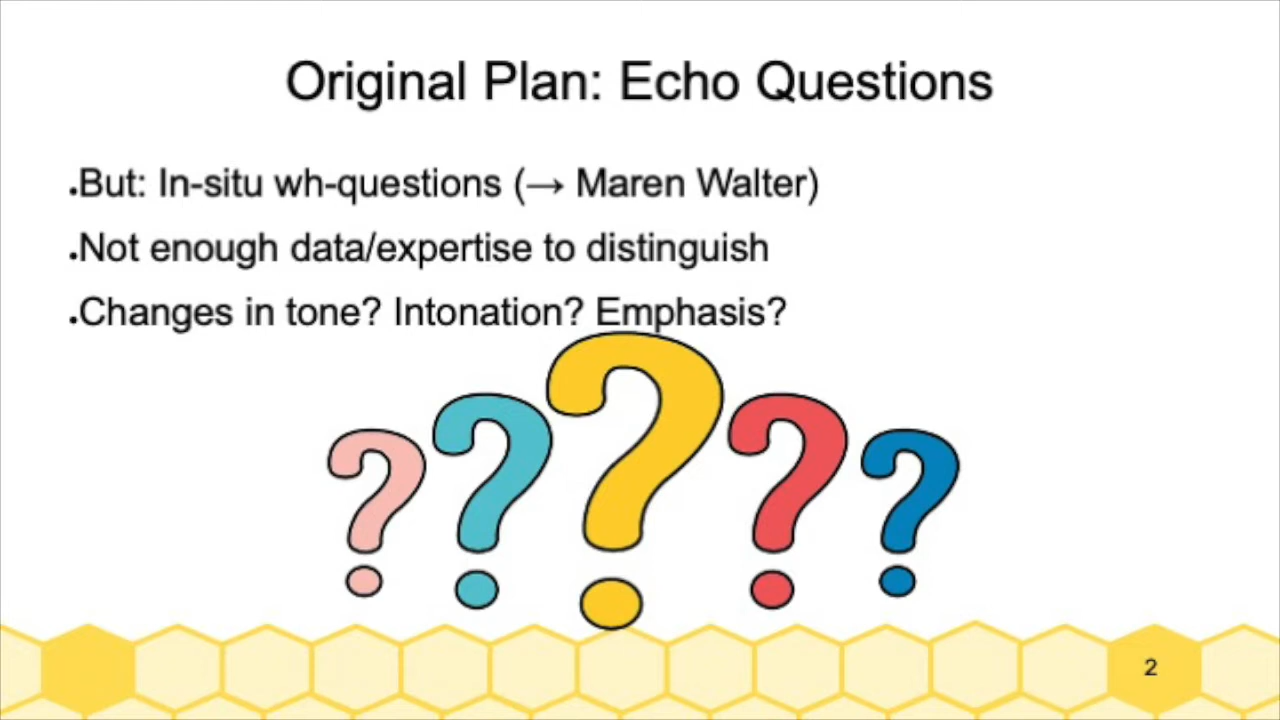 Original Plan: Echo Questions
.But: In-situ wh-questions (→ Maren Walter)
.Not enough data/expertise to distinguish
.Changes in tone? Intonation? Emphasis?
? ? ? ? ?
2